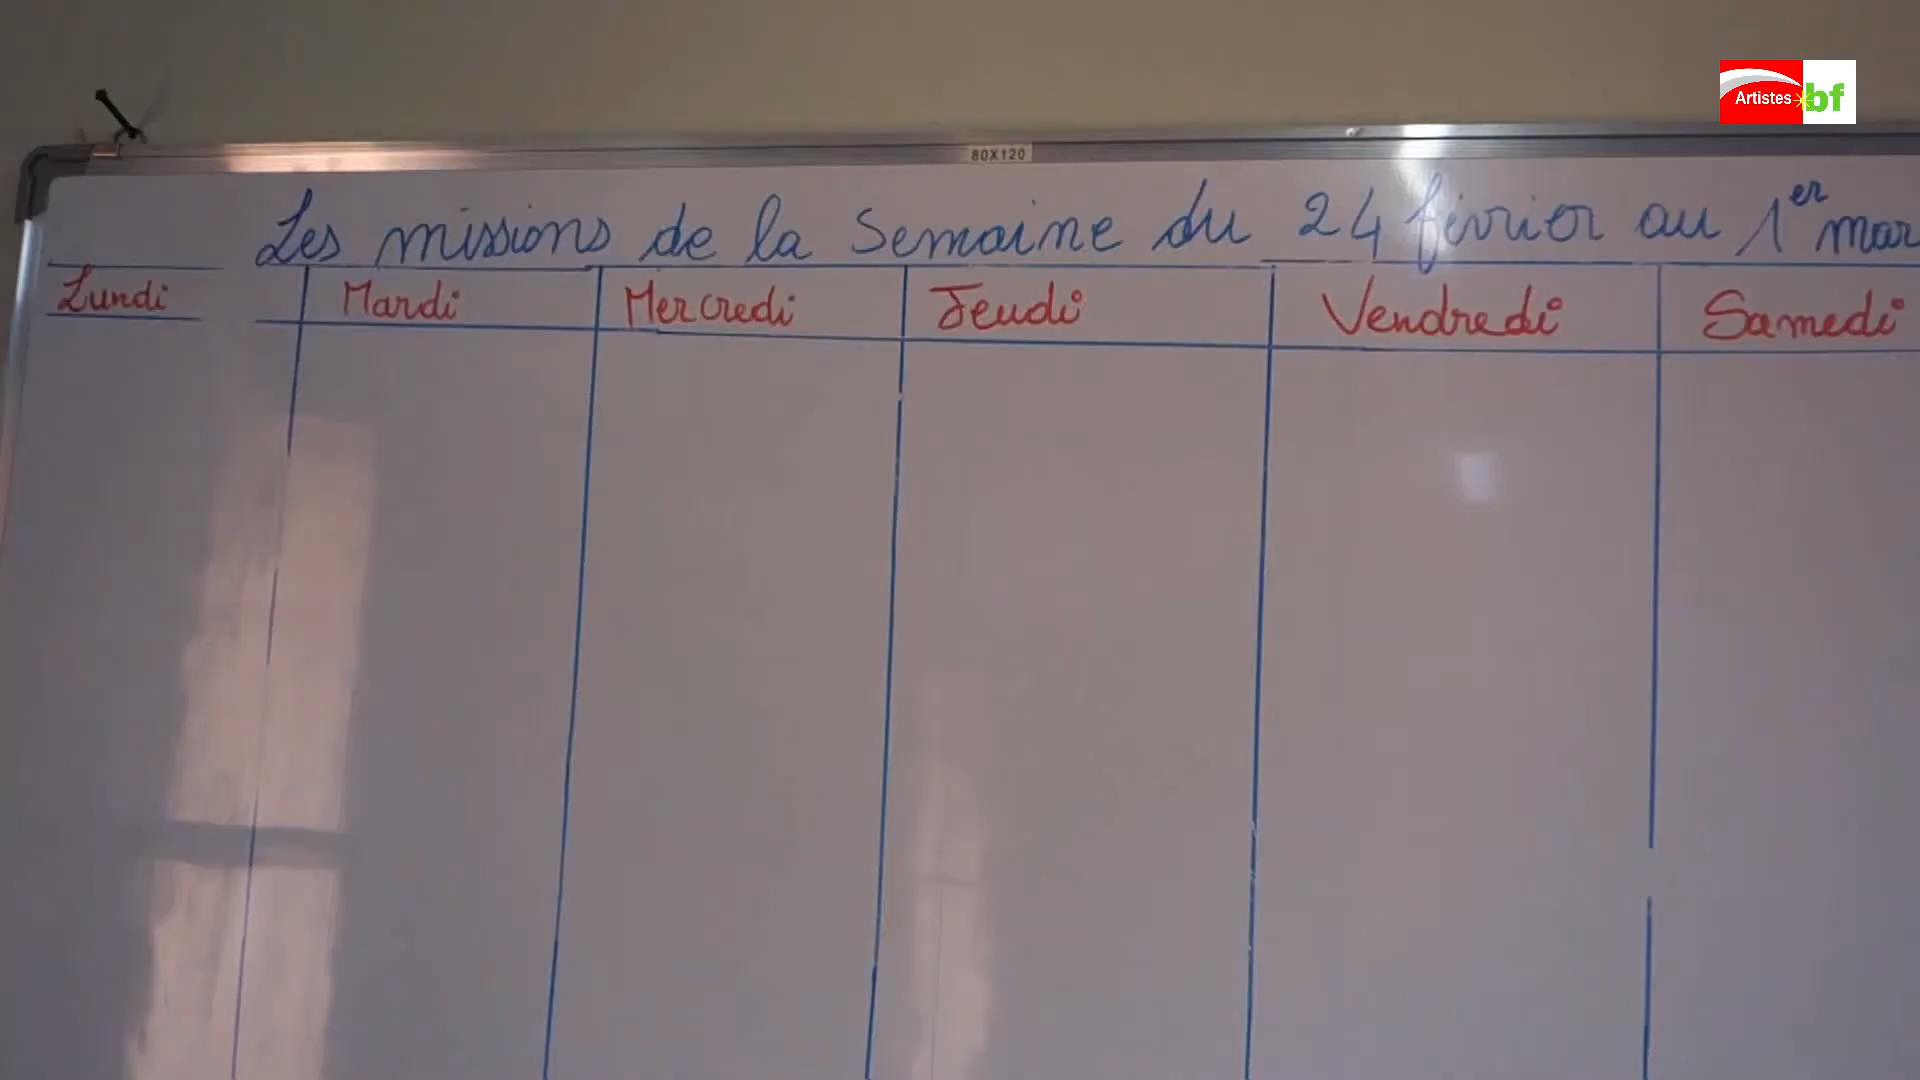 Artistes bf
80X120
Les missions de la semaine du 24 février au 1er mar
Lundi Mardi Mercredi Jeudi Vendredi Samedi